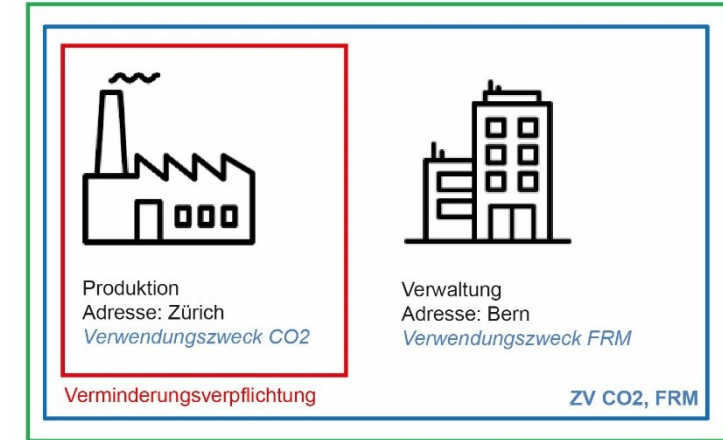 Produktion
Adresse: Zürich
Verwendungszweck CO2
Verwaltung
Adresse: Bern
Verwendungszweck FRM
Verminderungsverpflichtung
ZV CO2, FRM